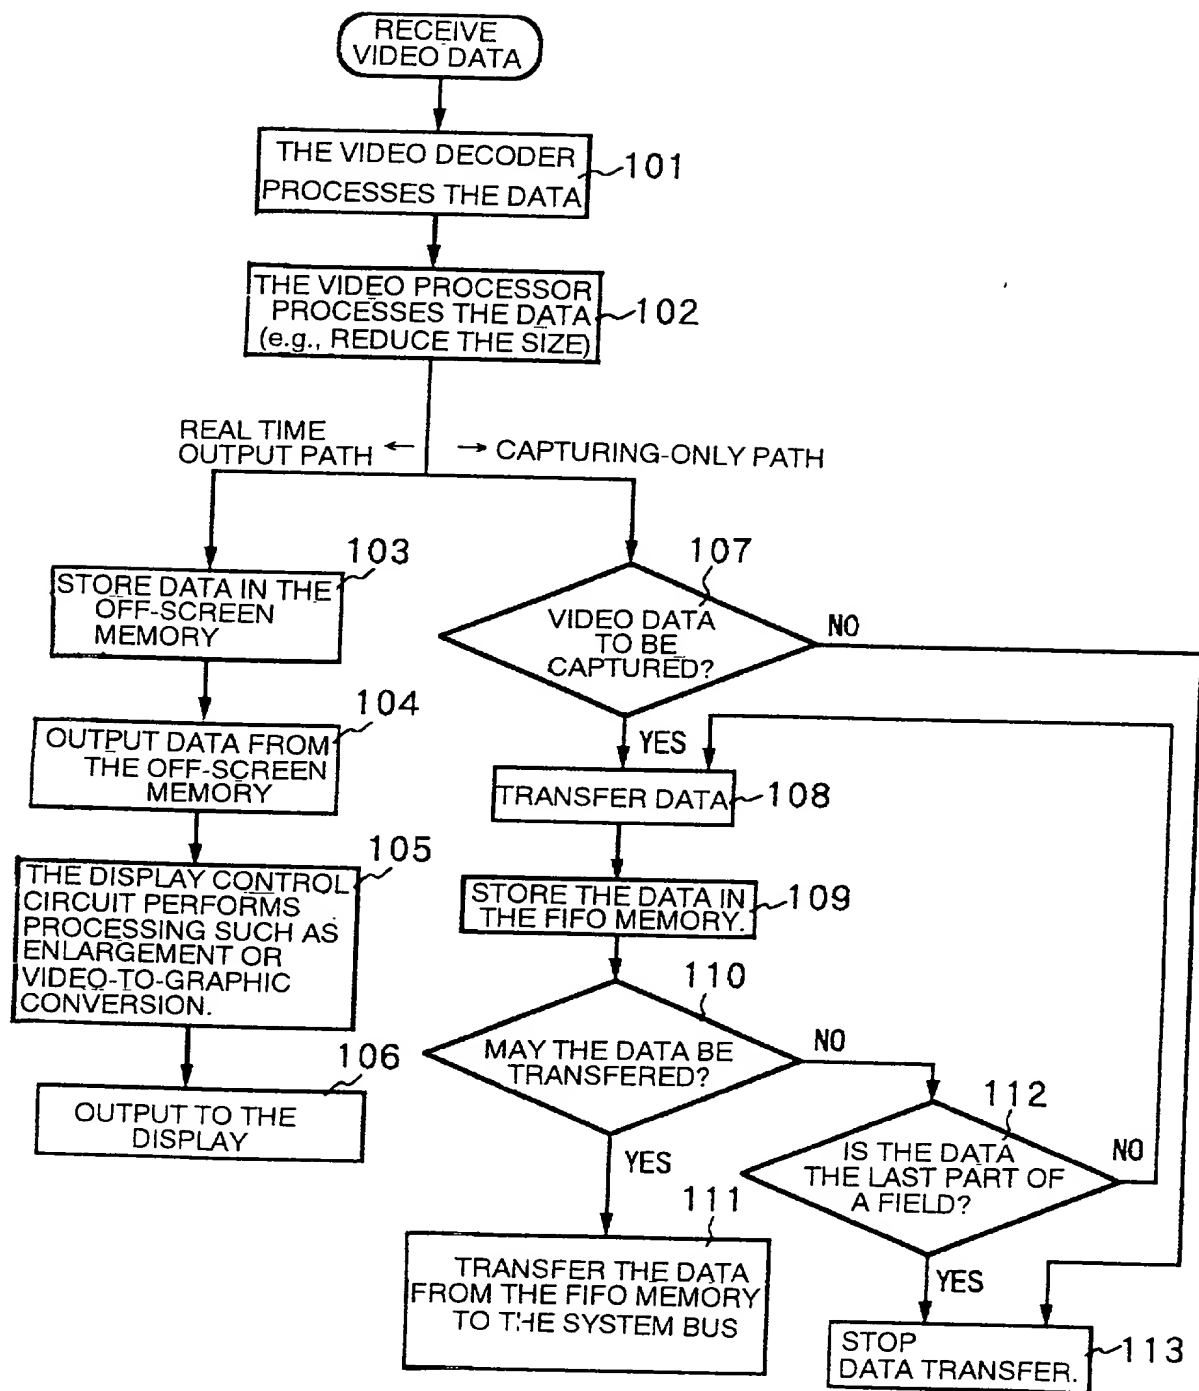 RECEIVE
VIDEO DATA
THE VIDEO DECODER
PROCESSES THE DATA
101
THE VIDEO PROCESSOR
PROCESSES THE DATA
(e.g., REDUCE THE SIZE)
102
REAL TIME
OUTPUT PATH
←
→ CAPTURING-ONLY PATH
103
STORE DATA IN THE
OFF-SCREEN
MEMORY
104
OUTPUT DATA FROM
THE OFF-SCREEN
MEMORY
105
THE DISPLAY CONTROL
CIRCUIT PERFORMS
PROCESSING SUCH AS
ENLARGEMENT OR
VIDEO-TO-GRAPHIC
CONVERSION.
106
OUTPUT TO THE
DISPLAY
107
VIDEO DATA
TO BE
CAPTURED?
NO
YES
TRANSFER DATA
108
STORE THE DATA IN
THE FIFO MEMORY.
109
110
MAY THE DATA BE
TRANSFERED?
NO
YES
111
TRANSFER THE DATA
FROM THE FIFO MEMORY
TO THE SYSTEM BUS
112
IS THE DATA
THE LAST PART OF
A FIELD?
NO
YES
STOP
DATA TRANSFER.
113